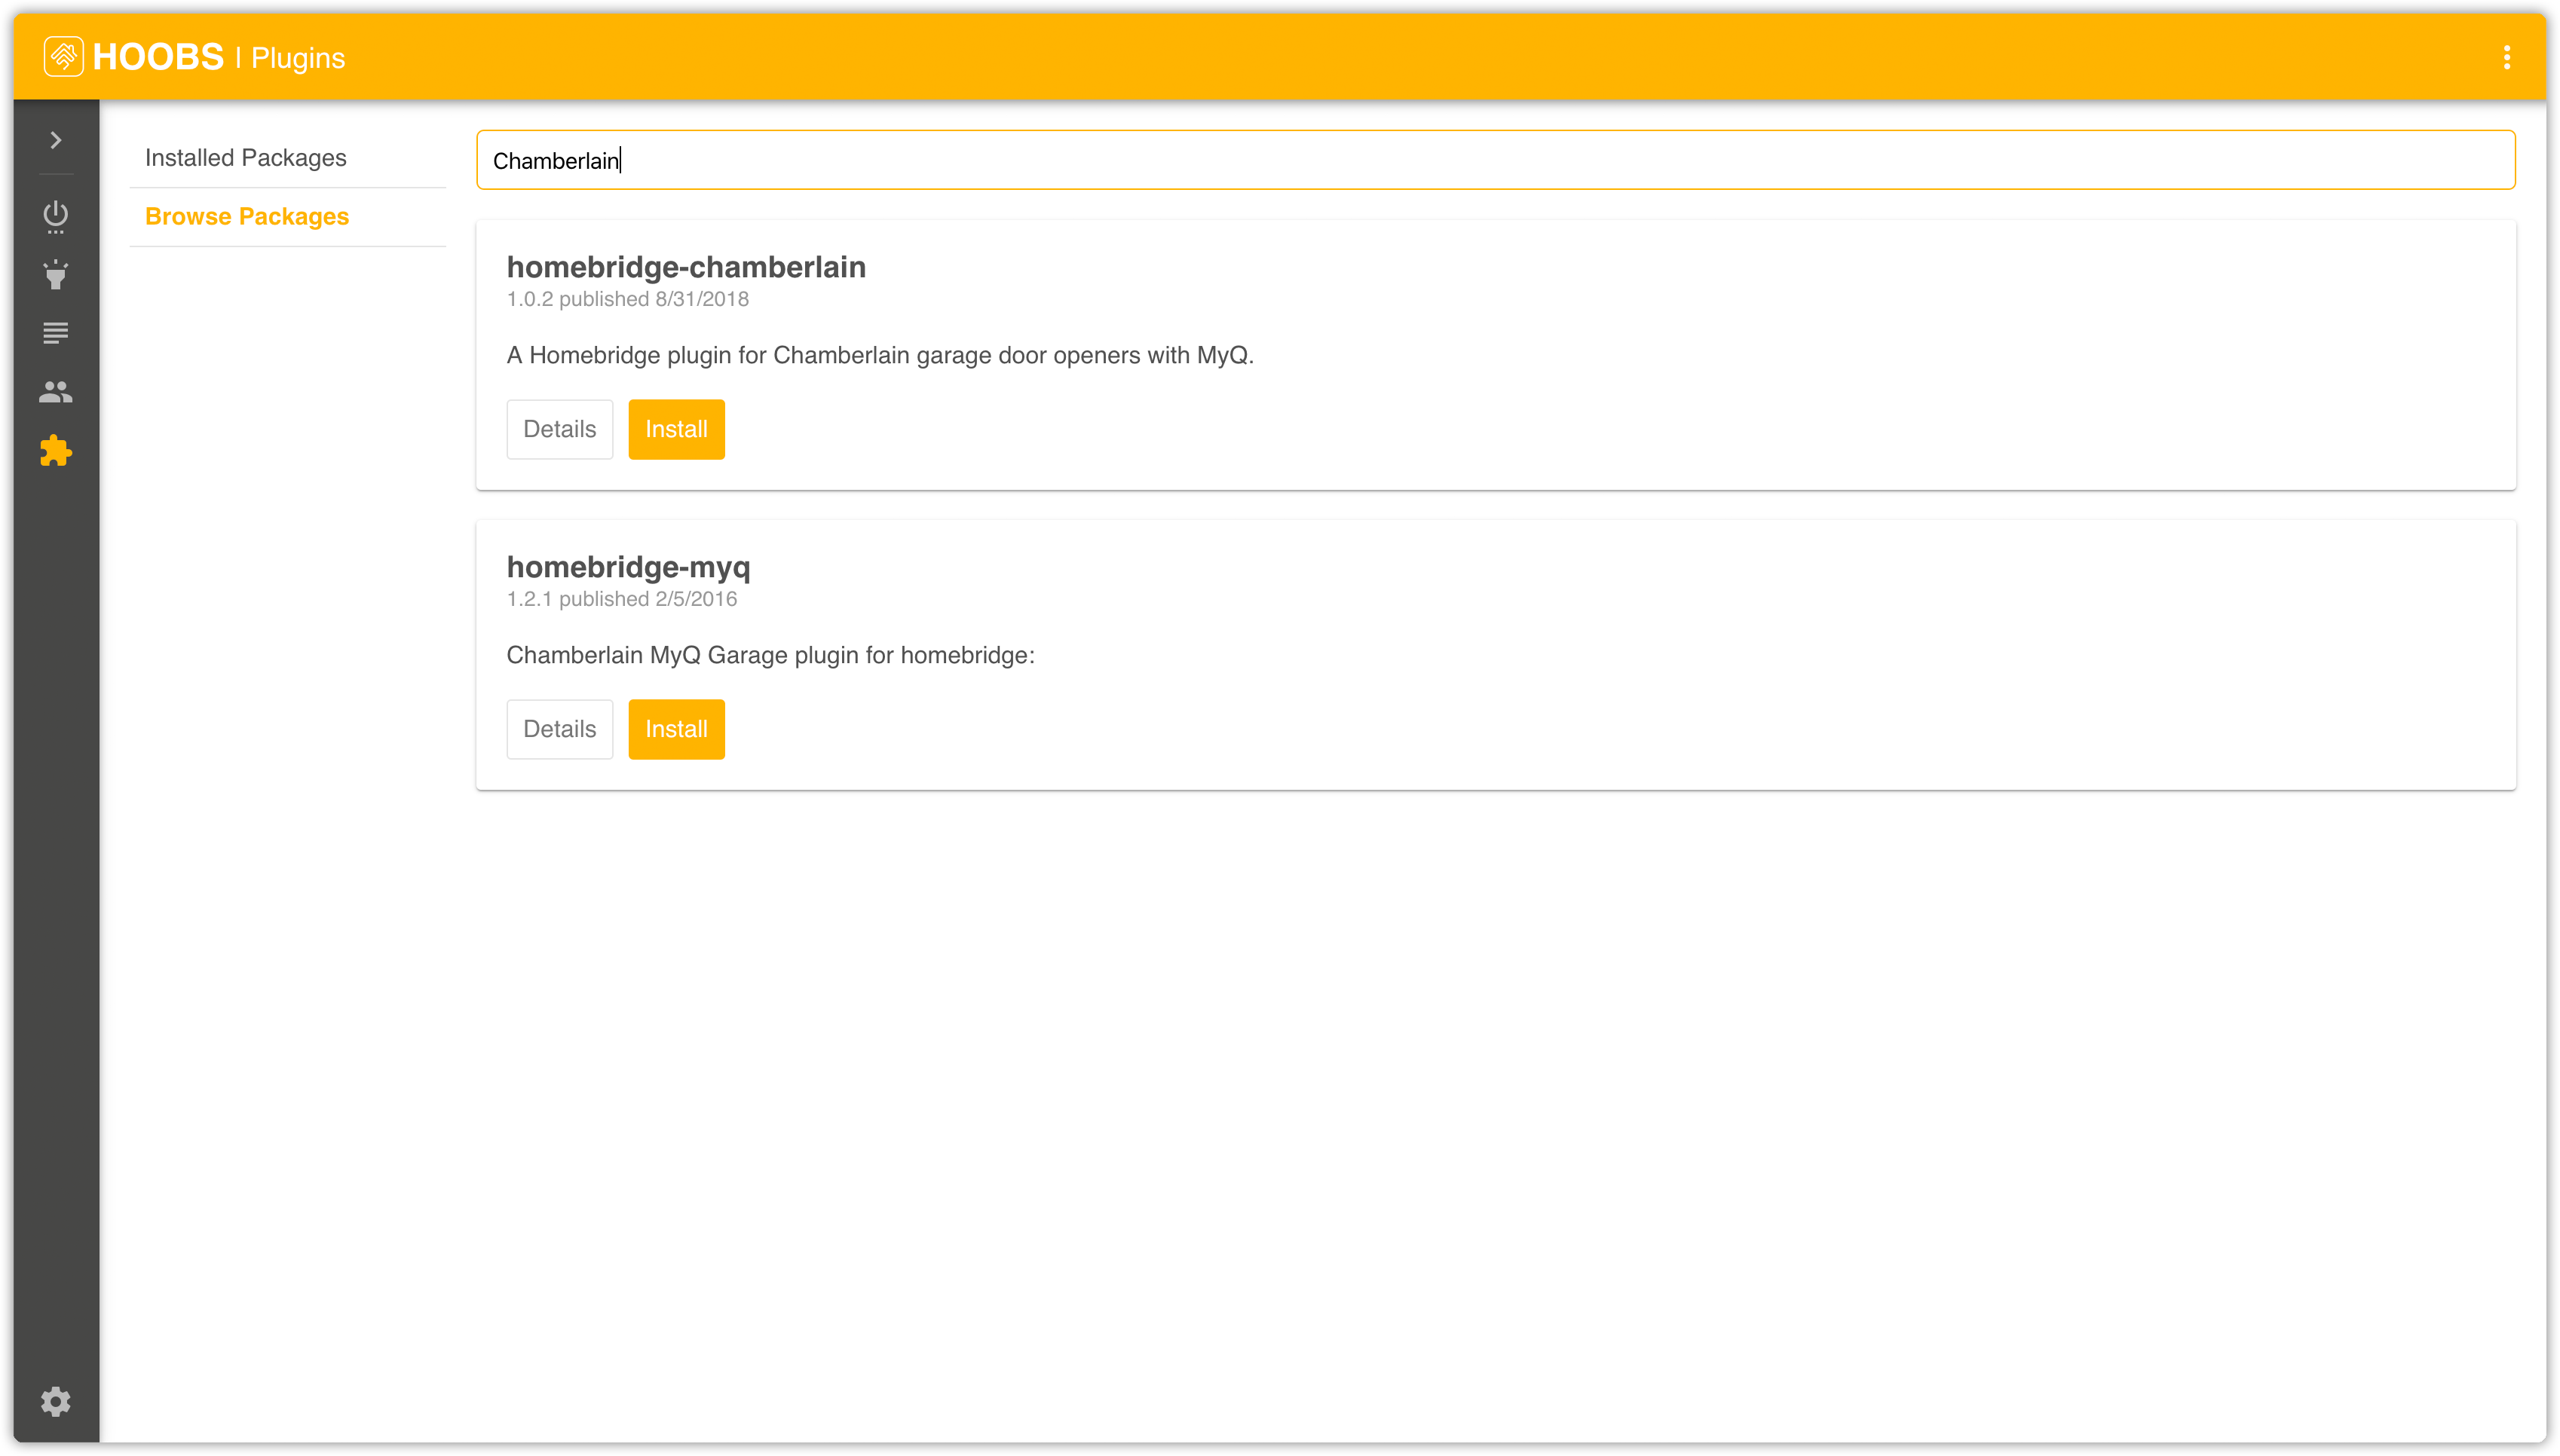 HOOBS | Plugins
Installed Packages
Browse Packages
Chamberlain
homebridge-chamberlain
1.0.2 published 8/31/2018
A Homebridge plugin for Chamberlain garage door openers with MyQ.
Details Install
homebridge-myq
1.2.1 published 2/5/2016
Chamberlain MyQ Garage plugin for homebridge:
Details Install